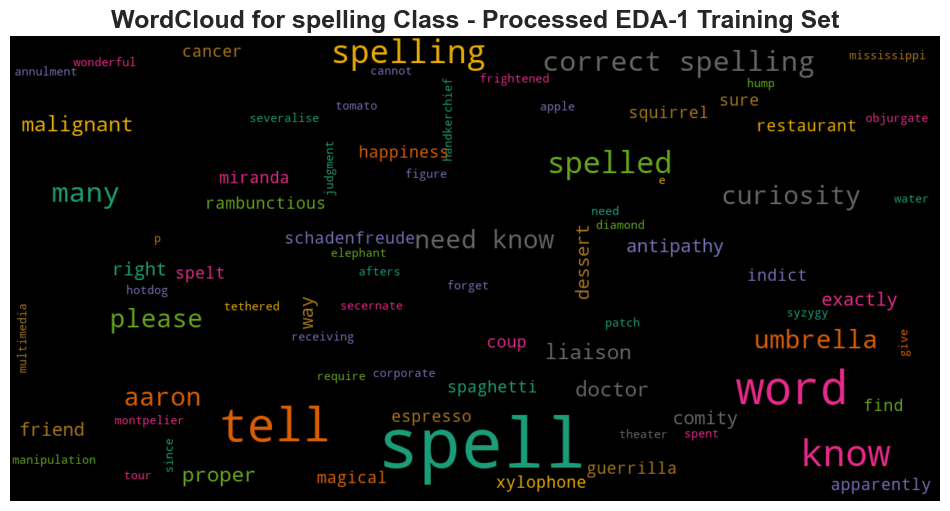 WordCloud for spelling Class - Processed EDA-1 Training Set
annulment
wonderful
cancer
spelling
cannot
frightened
correct spelling
mississippi
hump
malignant
severalise
tomato
handkerchief
apple
squirrel
sure
restaurant
objurgate
many
miranda
rambunctious
judgment
happiness
figure
spelled
e
curiosity
water
p
schadenfreude
need know
elephant
need
diamond
dessert
antipathy
right
spelt
hotdog
afters
forget
indict
exactly
multimedia
please
tethered
way
secernate
receiving
coup
patch
liaison
syzygy
umbrella
give
require
corporate
spaghetti
doctor
word
find
aaron
friend
montpelier
tell
espresso
spell
comity
theater
spent
know
manipulation
tour
since
proper
magical
xylophone
guerrilla
apparently